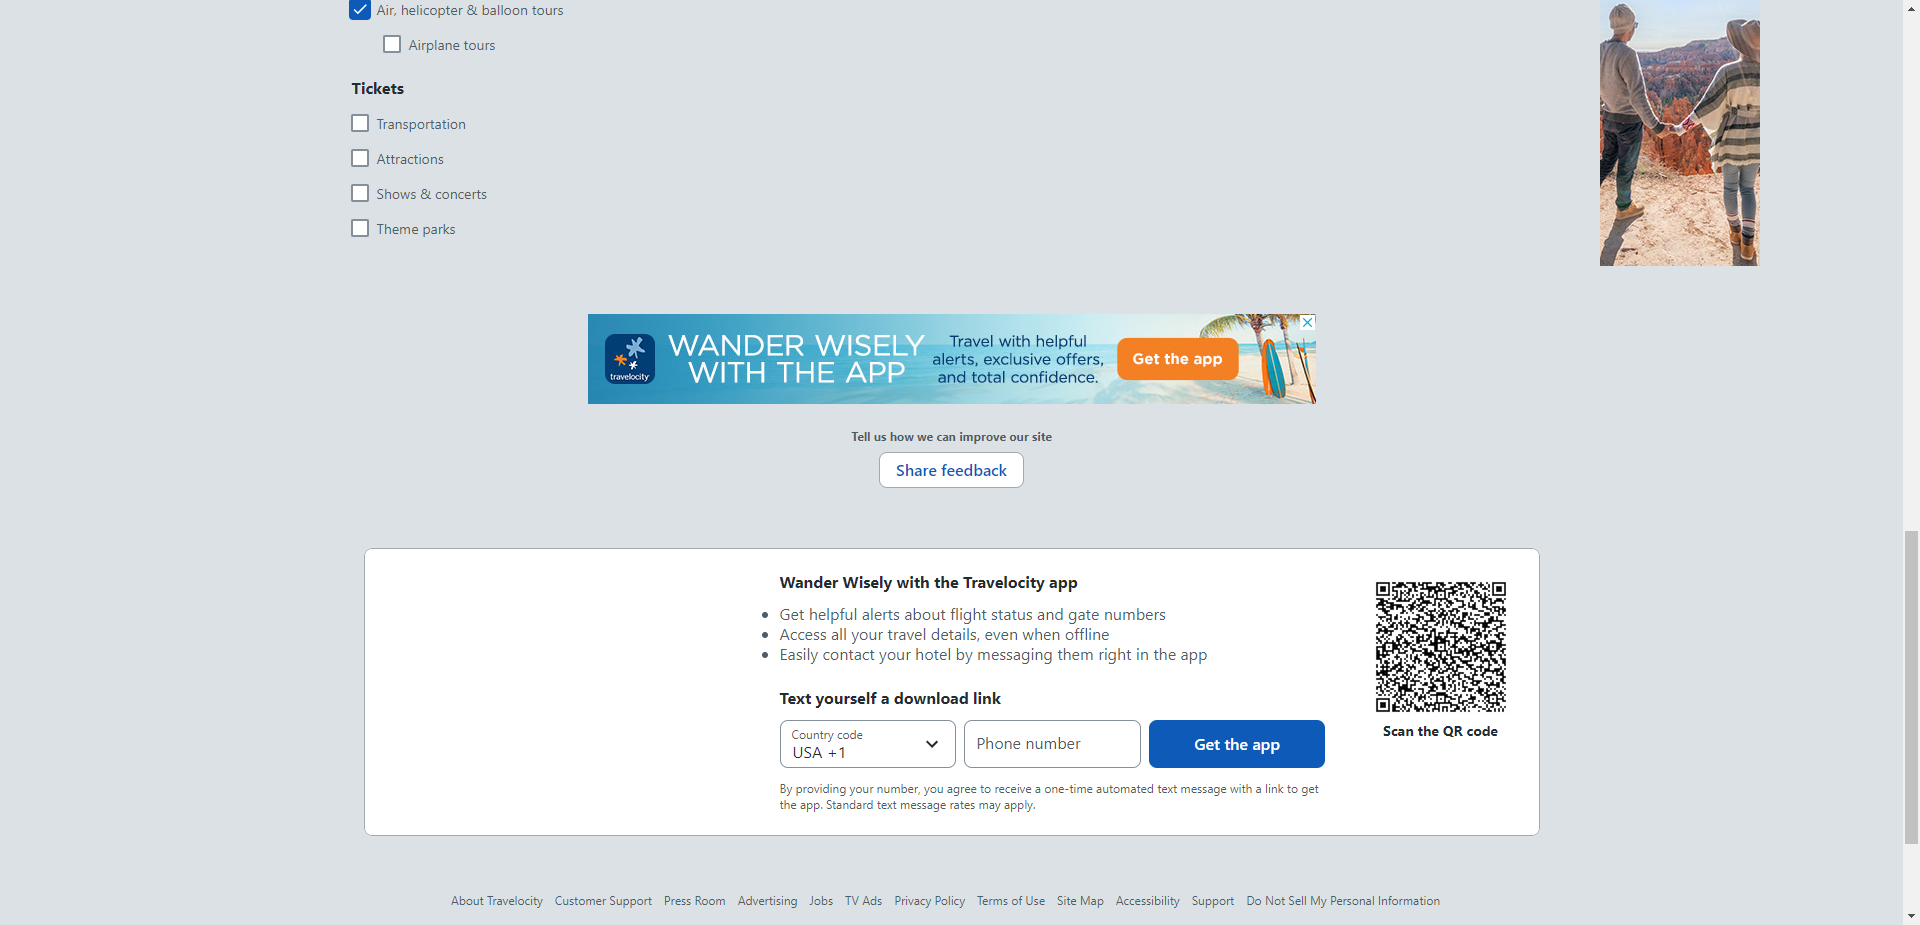 Air, helicopter & balloon tours
Airplane tours
Tickets
Transportation
Attractions
Shows & concerts
Theme parks
travelocity
WANDER WISELY
WITH THE APP
Travel with helpful
alerts, exclusive offers,
and total confidence.
Get the app
Tell us how we can improve our site
Share feedback
Wander Wisely with the Travelocity app
Get helpful alerts about flight status and gate numbers
Access all your travel details, even when offline
Easily contact your hotel by messaging them right in the app
Text yourself a download link
Country code
USA +1
Phone number
Get the app
By providing your number, you agree to receive a one-time automated text message with a link to get
the app. Standard text message rates may apply.
Scan the QR code
About Travelocity Customer Support Press Room Advertising Jobs TV Ads Privacy Policy Terms of Use Site Map Accessibility Support Do Not Sell My Personal Information